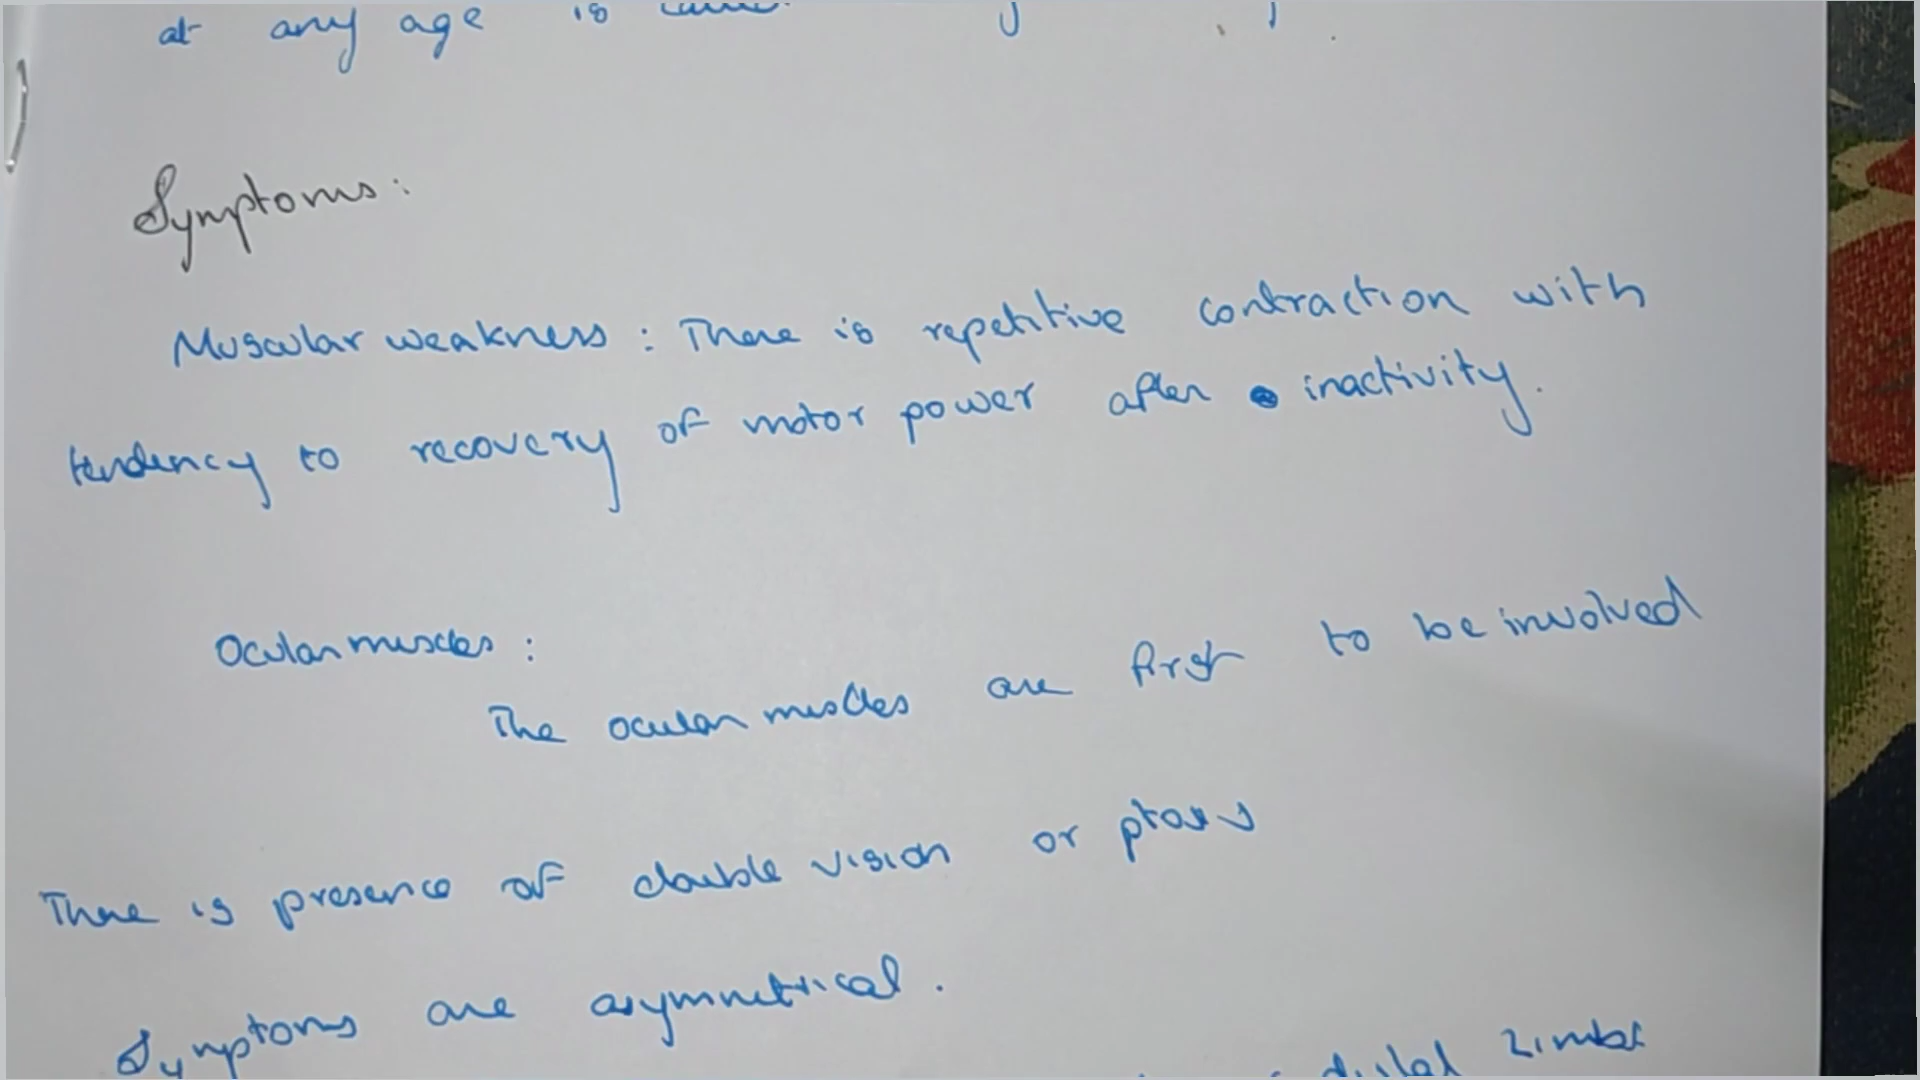 at any age is
Symptoms:
Muscular weakness : There is repetitive contraction with
tendency to recovery of motor power after inactivity.
Ocular muscles :
The ocular muscles are first to be involved
There is presence of double vision or ptosis
Symptoms are asymmetrical.
distal Limbs